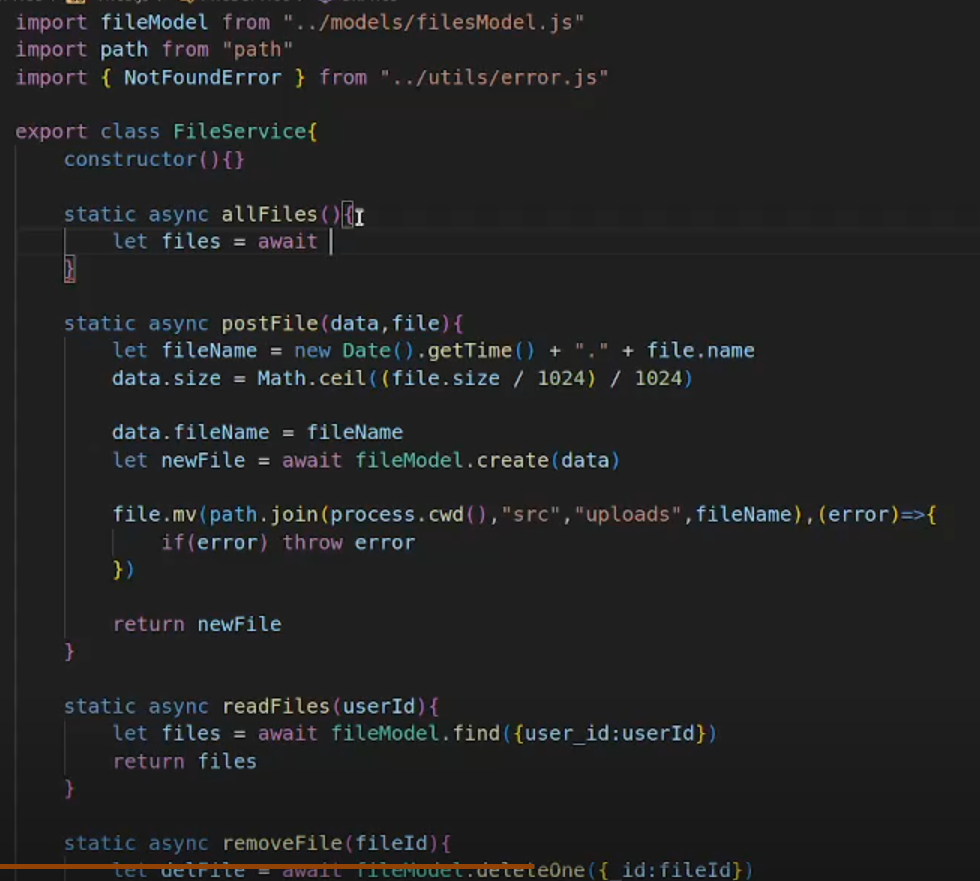 import fileModel from "../models/filesModel.js"
import path from "path"
import { NotFoundError } from "../utils/error.js"
export class FileService{
constructor(){}
static async allFiles(){
let files = await
}
static async postFile(data,file){
let fileName = new Date().getTime() + "." + file.name
data.size = Math.ceil((file.size / 1024) / 1024)
data.fileName = fileName
let newFile = await fileModel.create(data)
file.mv(path.join(process.cwd(),"src","uploads",fileName),(error)=>{
if(error) throw error
})
return newFile
}
static async readFiles(userId){
let files = await fileModel.find({user_id:userId})
return files
}
static async removeFile(fileId){
let delFile = await fileModel.deleteOne({_id:fileId})